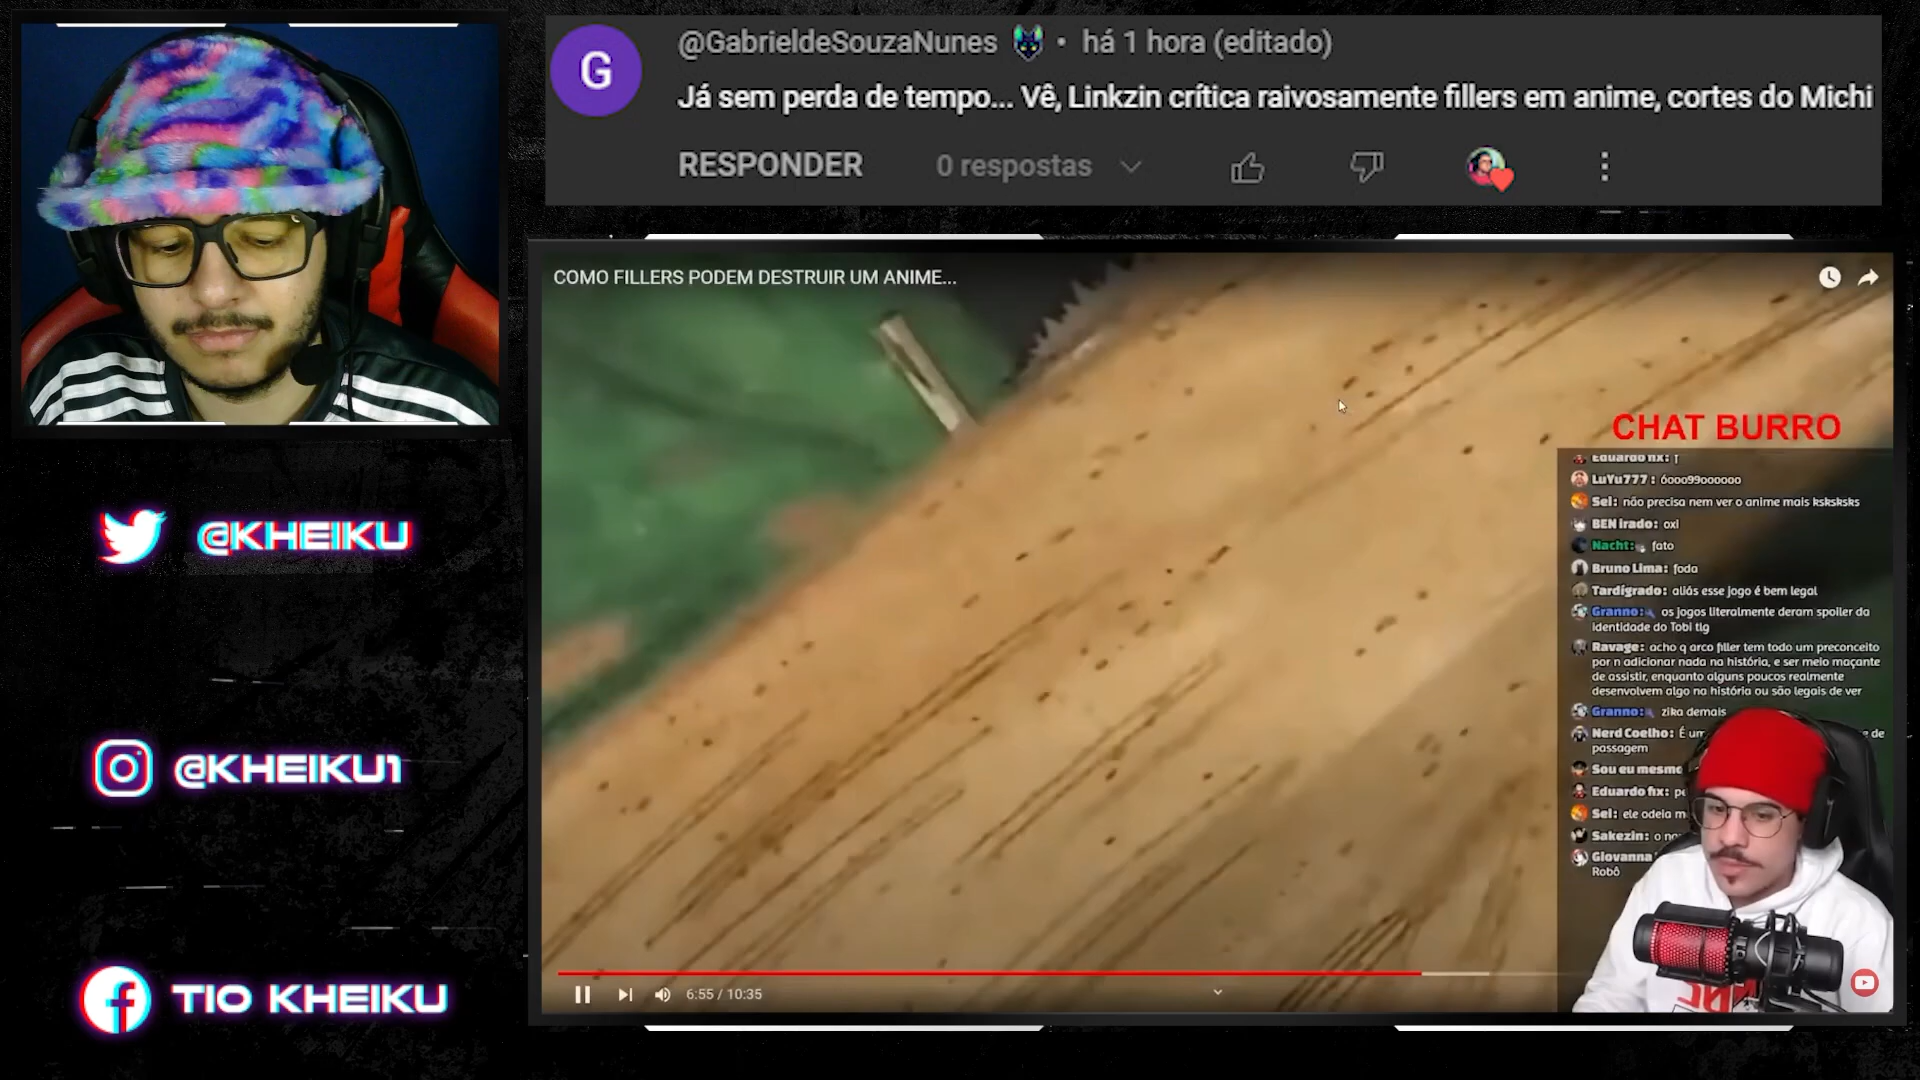 G
@GabrieldeSouzaNunes • há 1 hora (editado)
Já sem perda de tempo... Vê, Linkzin crítica raivosamente fillers em anime, cortes do Michi
RESPONDER 0 respostas
COMO FILLERS PODEM DESTRUIR UM ANIME...
CHAT BURRO
Eduardo fix:
LuYu777: óooo99oooooo
Sel: não precisa nem ver o anime mais ksksksks
BEN irado: oxi
Nacht: fato
Bruno Lima: foda
Tardígrado: aliás esse jogo é bem legal
Granno: os jogos literalmente deram spoiler da
identidade do Tobi tlg
Ravage: acho q arco filler tem todo um preconceito
por n adicionar nada na história, e ser meio maçante
de assistir, enquanto alguns poucos realmente
desenvolvem algo na história ou são legais de ver
Granno: zika demais
Nerd Coelho: É um de
passagem
Sou eu mesmo
Eduardo fix: pe
Sel: ele odeia m
Sakezin: o
Giovanna
Robô
@KHEIKU
@KHEIKU1
TIO KHEIKU
6:55 / 10:35